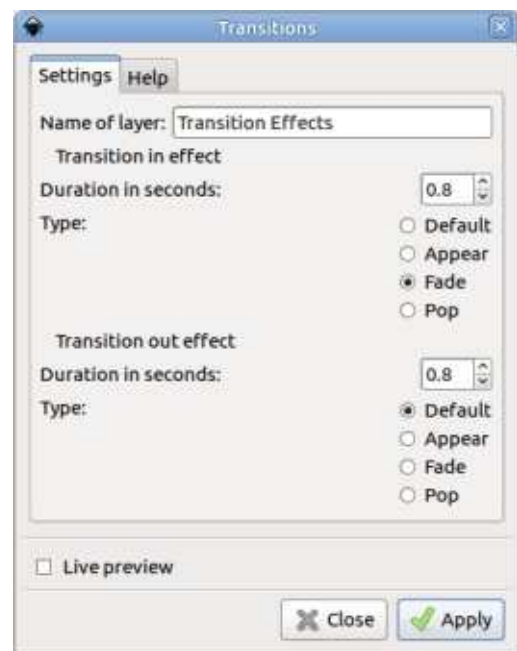 Transitions
Settings Help
Name of layer: Transition Effects
Transition in effect
Duration in seconds: 0.8
Type: Default
Appear
Fade
Pop
Transition out effect
Duration in seconds: 0.8
Type: Default
Appear
Fade
Pop
Live preview
Close Apply